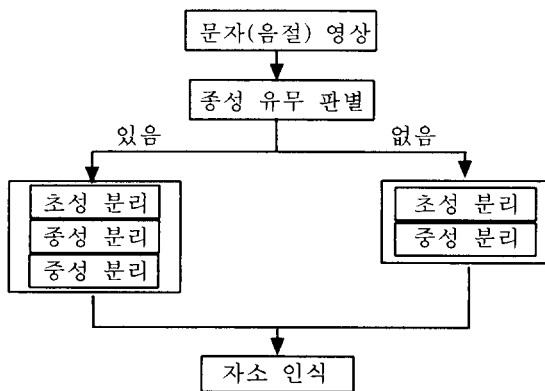 문자(음절) 영상
종성 유무 판별
있음
없음
초성 분리
종성 분리
중성 분리
초성 분리
중성 분리
자소 인식